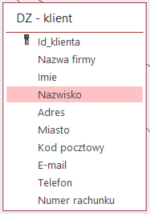 DZ - klient
Id_klienta
Nazwa firmy
Imie
Nazwisko
Adres
Miasto
Kod pocztowy
E-mail
Telefon
Numer rachunku